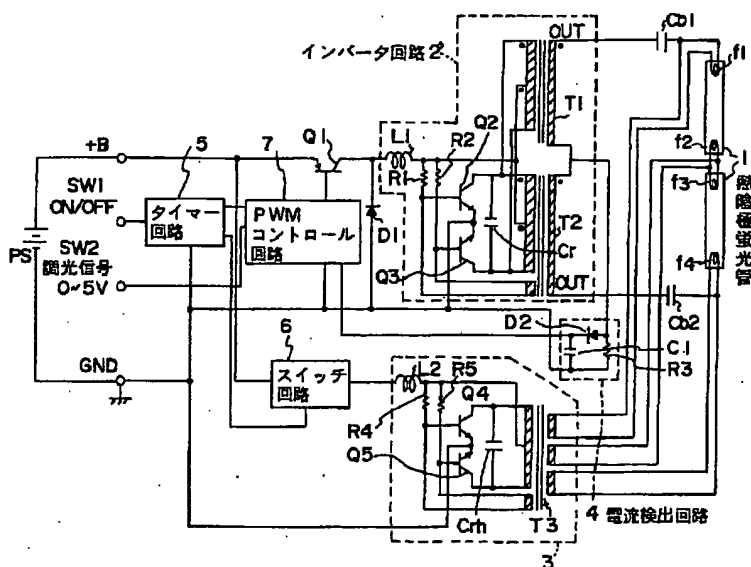 OUT
Cb1
f1
インバータ回路2
5
7
Q1
L1
R2
Q2
T1
f2
1
+B
R1
f3
熱陰極蛍光管
SW1
ON/OFF
タイマー
回路
PWM
コントロール
回路
D1
T2
Cr
PS
SW2
調光信号
0~5V
Q3
OUT
f4
D2
Cb2
6
C1
GND
スイッチ
回路
L2
R5
Q4
R3
R4
Q5
Crh
T3
4 電流検出回路
3